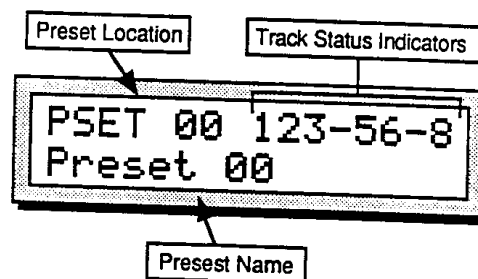 Preset Location
Track Status Indicators
PSET 00 123-56-8
Preset 00
Presest Name